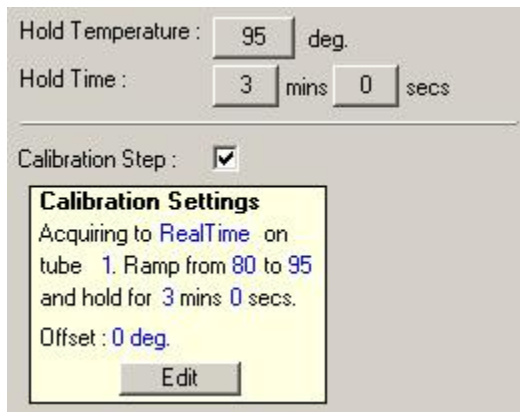 Hold Temperature : 95 deg.
Hold Time : 3 mins 0 secs
Calibration Step :
Calibration Settings
Acquiring to RealTime on
tube 1. Ramp from 80 to 95
and hold for 3 mins 0 secs.
Offset : 0 deg.
Edit